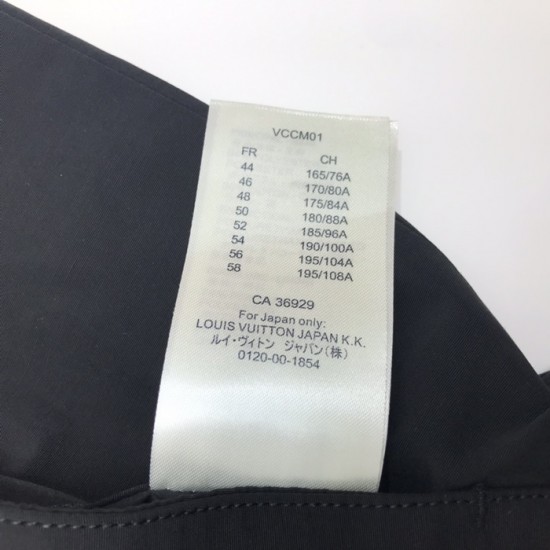 VCCM01
FR CH
44 165/76A
46 170/80A
48 175/84A
50 180/88A
52 185/96A
54 190/100A
56 195/104A
58 195/108A
CA 36929
For Japan only:
LOUIS VUITTON JAPAN K.K.
ルイ・ヴィトン ジャパン(株)
0120-00-1854